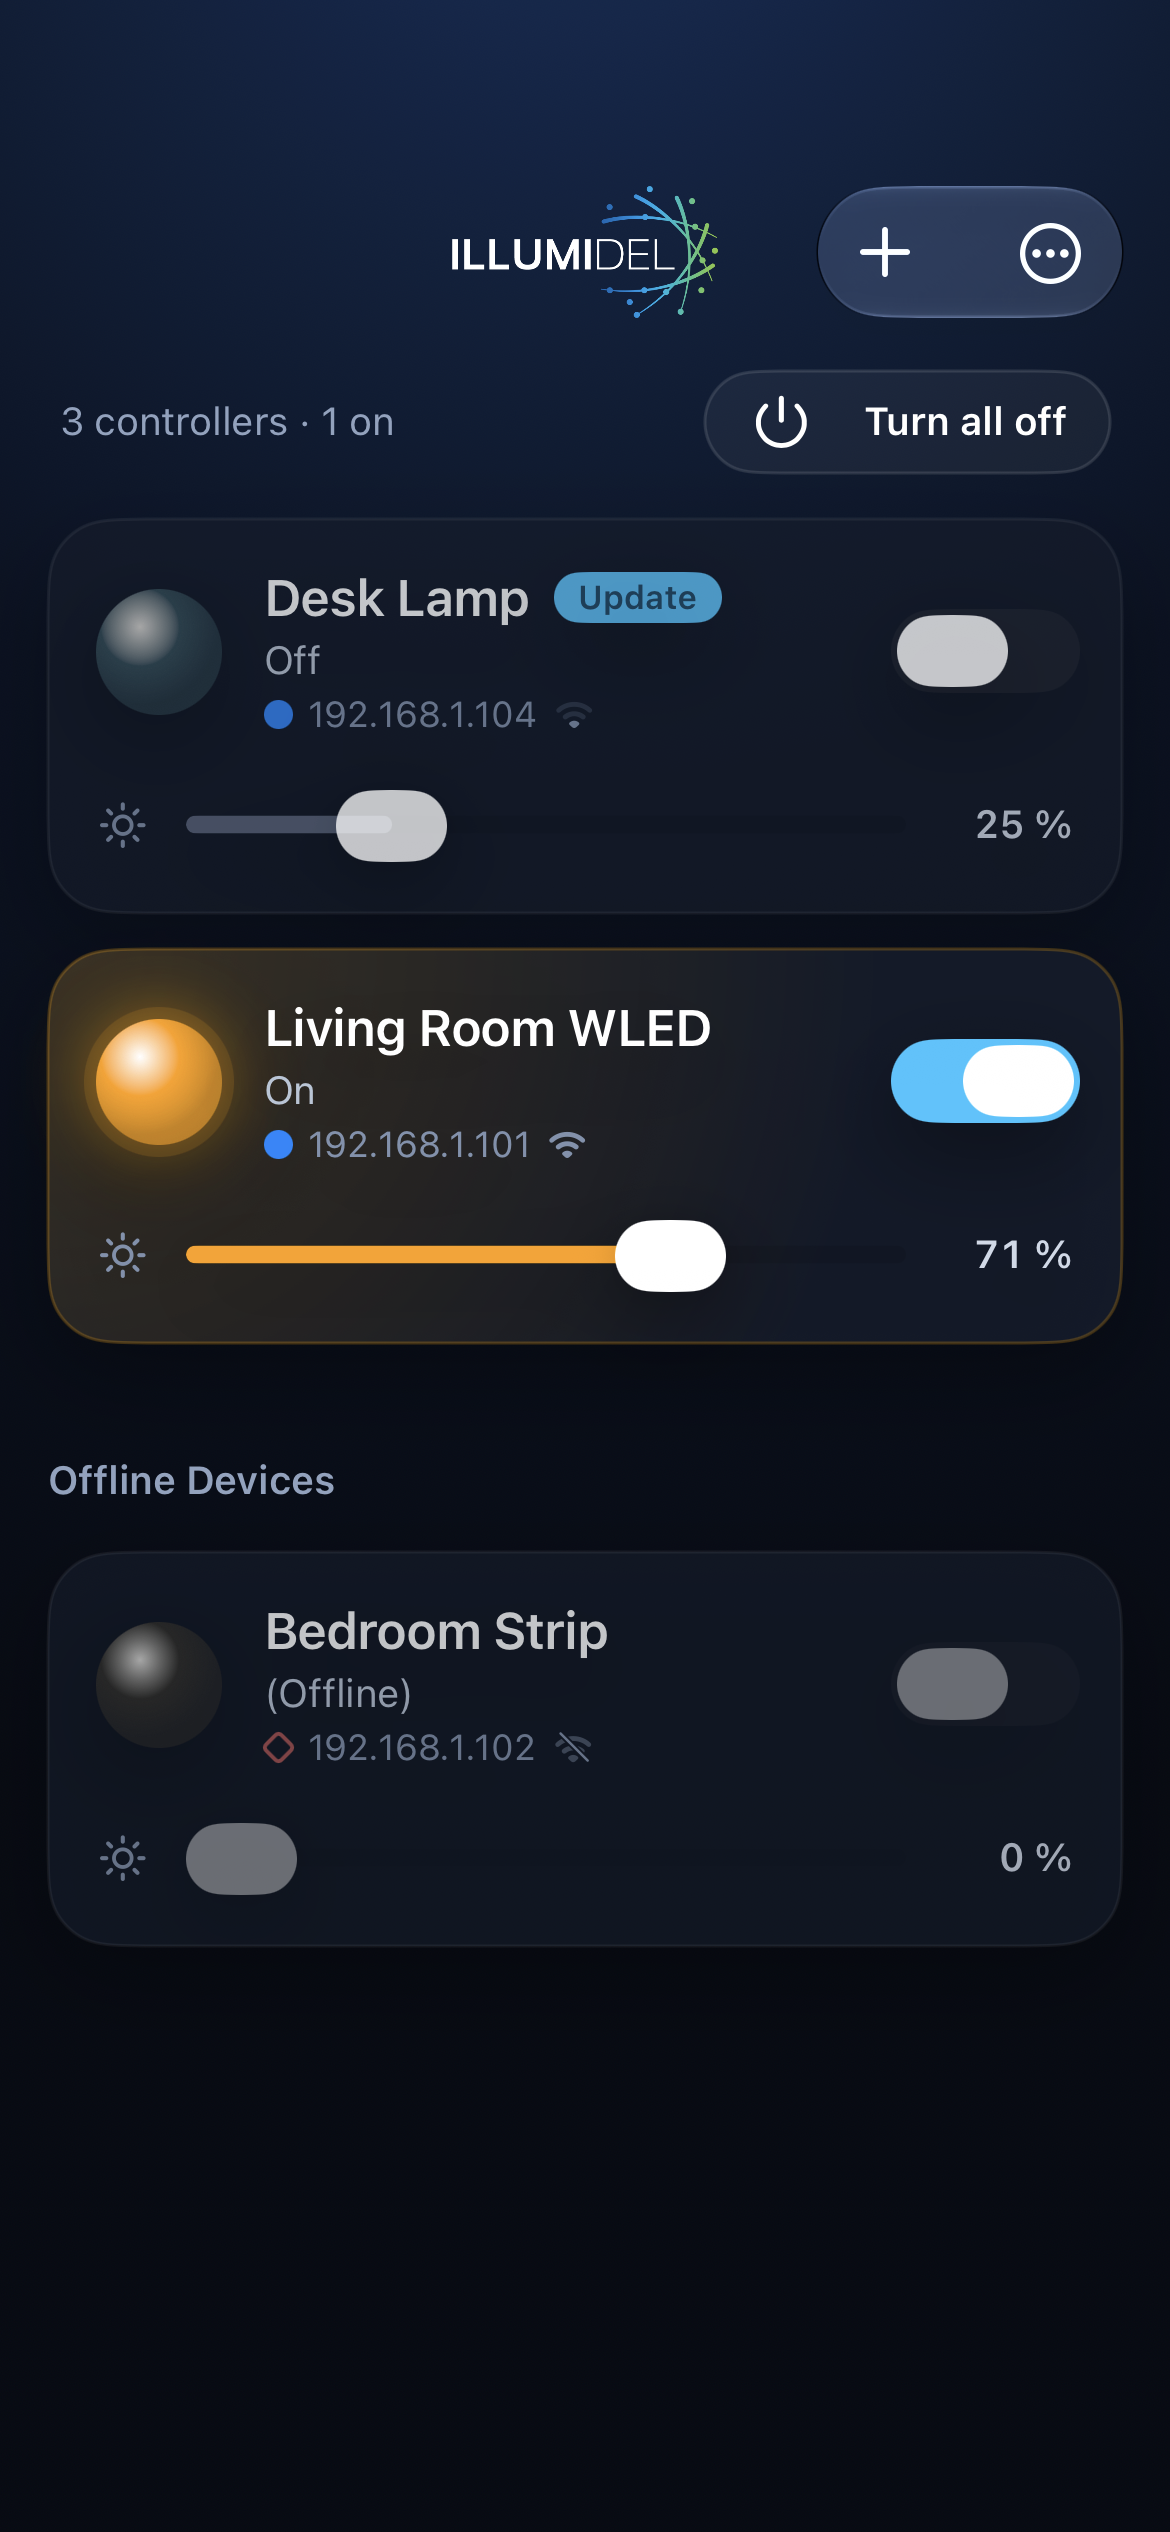 ILLUMIDEL
3 controllers · 1 on
Turn all off
Desk Lamp
Update
Off
192.168.1.104
25 %
Living Room WLED
On
192.168.1.101
71 %
Offline Devices
Bedroom Strip
(Offline)
192.168.1.102
0 %